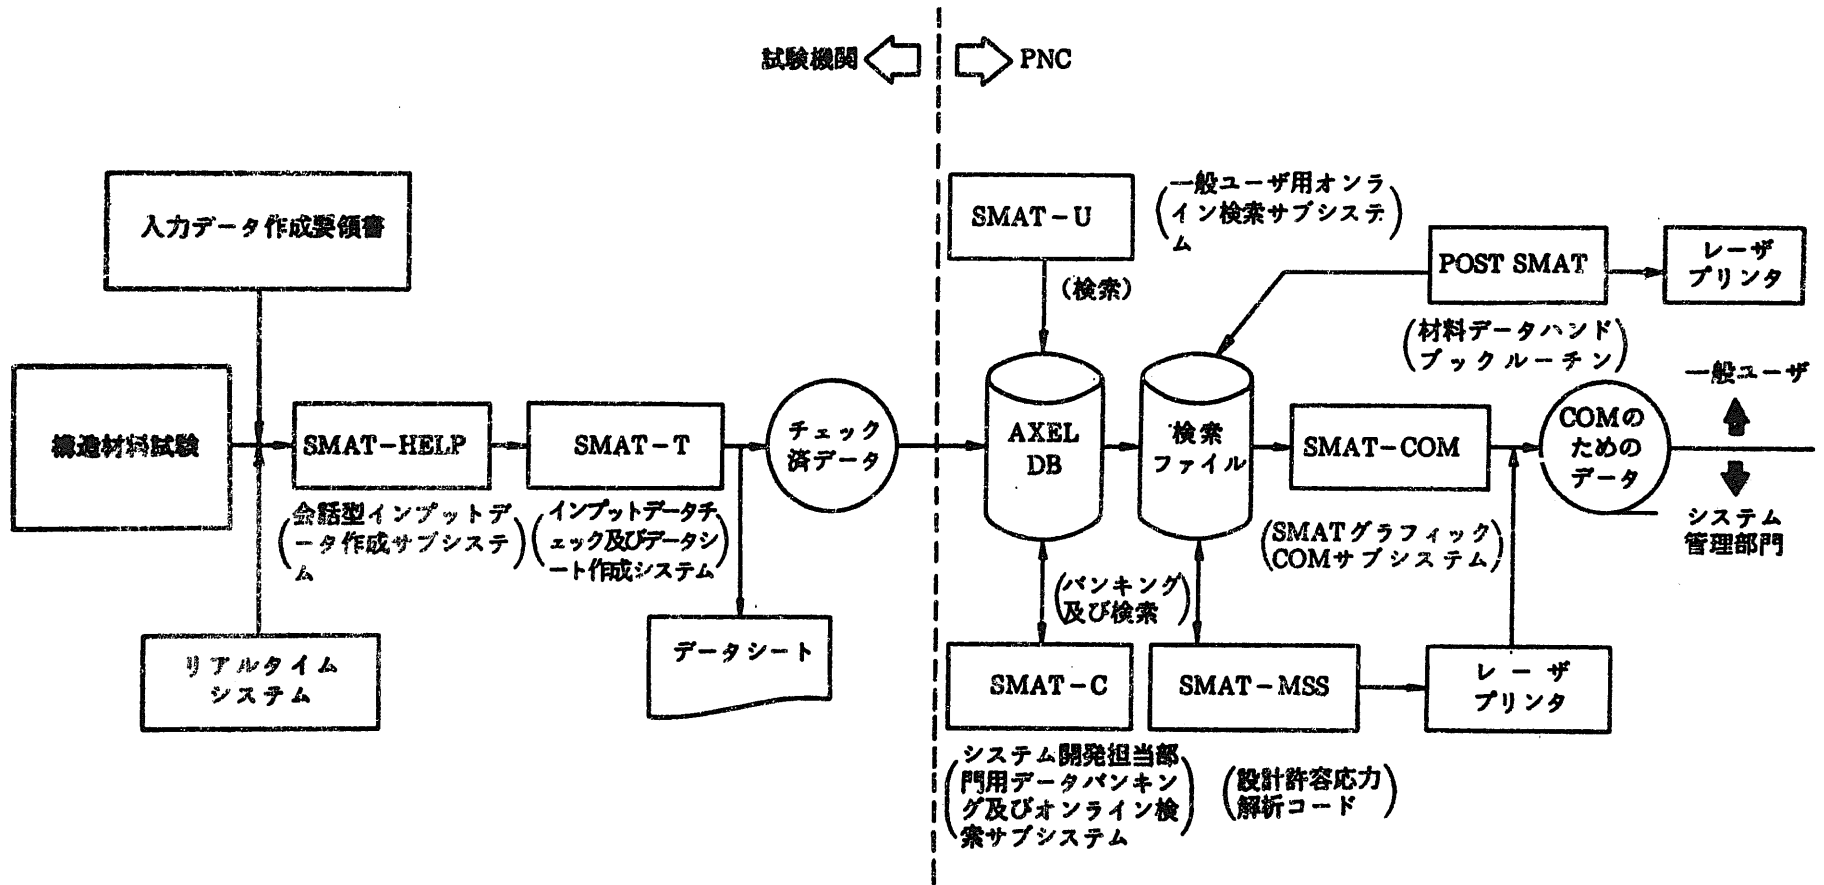 試験機関
PNC
入力データ作成要領書
構造材料試験
リアルタイム
システム
SMAT-HELP
(会話型インプットデ
ータ作成サブシステ
ム)
SMAT-T
(インプットデータチ
ェック及びデータシ
ート作成システム)
データシート
チェック
済データ
SMAT-U
(一般ユーザ用オンラ
イン検索サブシステ
ム)
(検索)
AXEL
DB
検索
ファイル
POST SMAT
(材料データハンド
ブックルーチン)
レーザ
プリンタ
SMAT-COM
(SMATグラフィック
COMサブシステム)
COMの
ための
データ
一般ユーザ
システム
管理部門
(バンキング
及び検索)
SMAT-C
(システム開発担当部
門用データバンキン
グ及びオンライン検
索サブシステム)
SMAT-MSS
(設計許容応力
解析コード)
レーザ
プリンタ